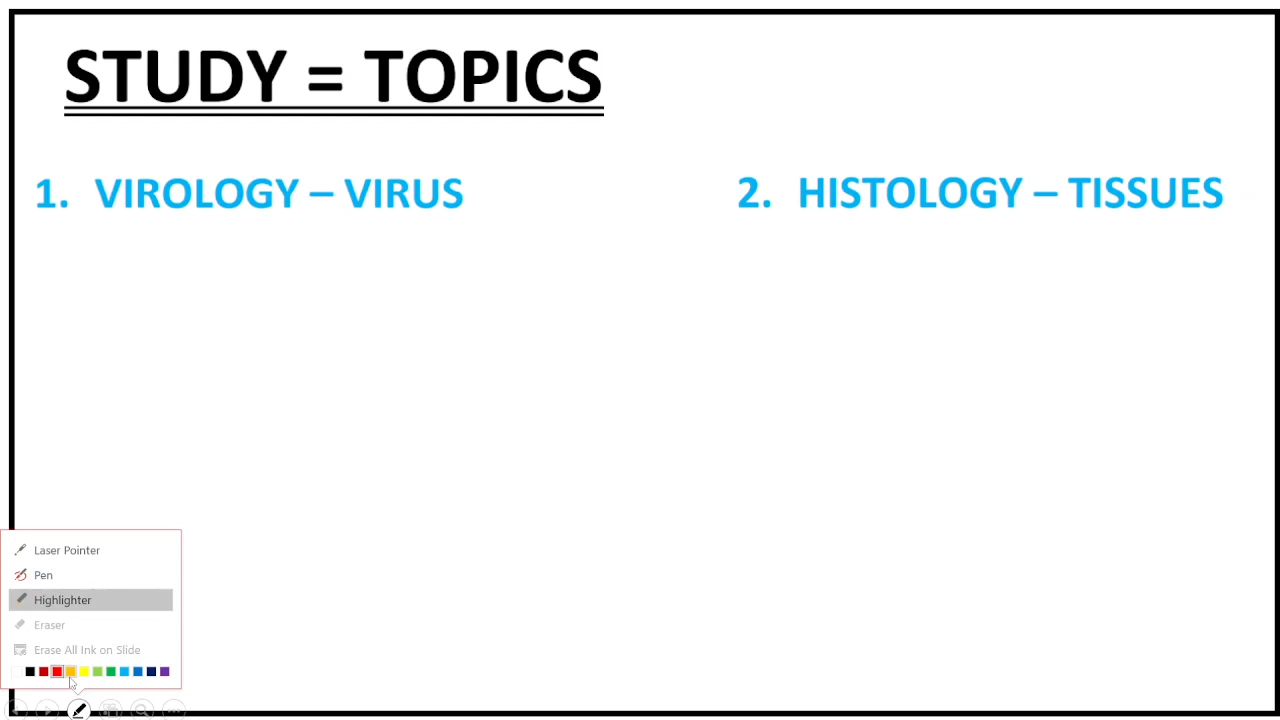 STUDY = TOPICS
1. VIROLOGY – VIRUS
2. HISTOLOGY – TISSUES
Laser Pointer
Pen
Highlighter
Eraser
Erase All Ink on Slide